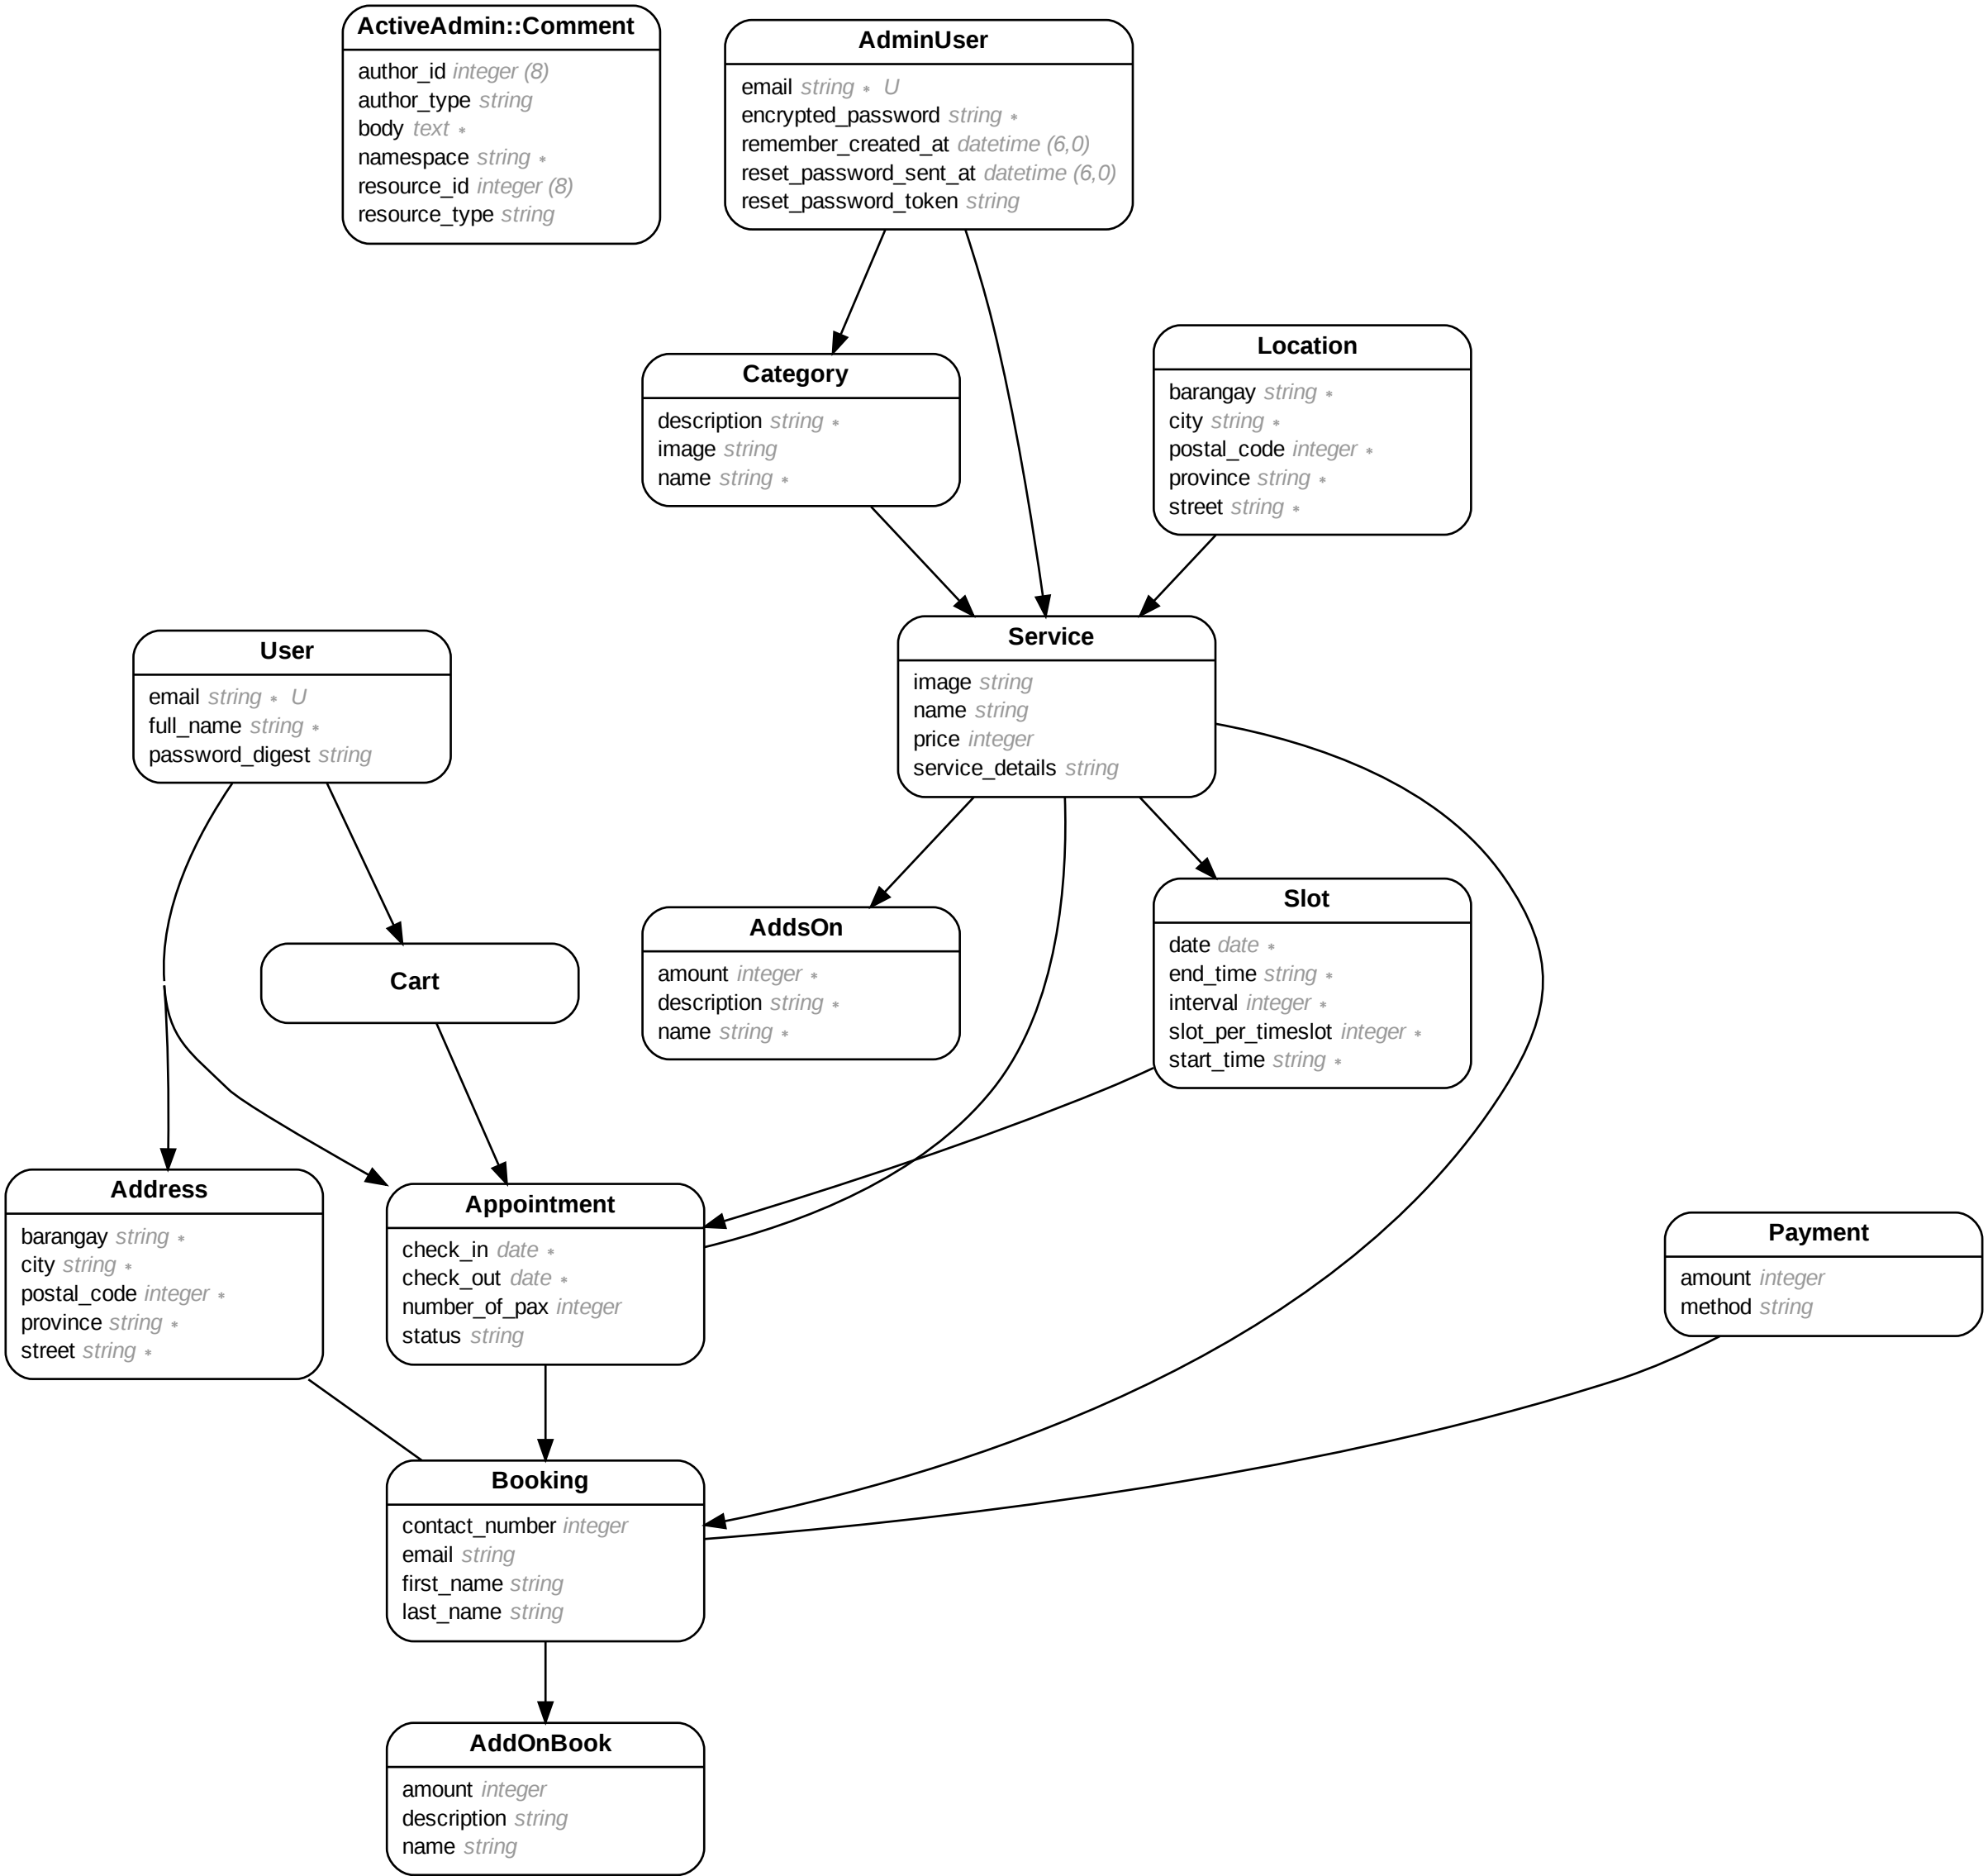 ActiveAdmin::Comment
author_id integer (8)
author_type string
body text *
namespace string *
resource_id integer (8)
resource_type string
AdminUser
email string * U
encrypted_password string *
remember_created_at datetime (6,0)
reset_password_sent_at datetime (6,0)
reset_password_token string
Category
description string *
image string
name string *
Location
barangay string *
city string *
postal_code integer *
province string *
street string *
User
email string * U
full_name string *
password_digest string
Service
image string
name string
price integer
service_details string
Cart
AddsOn
amount integer *
description string *
name string *
Slot
date date *
end_time string *
interval integer *
slot_per_timeslot integer *
start_time string *
Address
barangay string *
city string *
postal_code integer *
province string *
street string *
Appointment
check_in date *
check_out date *
number_of_pax integer
status string
Payment
amount integer
method string
Booking
contact_number integer
email string
first_name string
last_name string
AddOnBook
amount integer
description string
name string